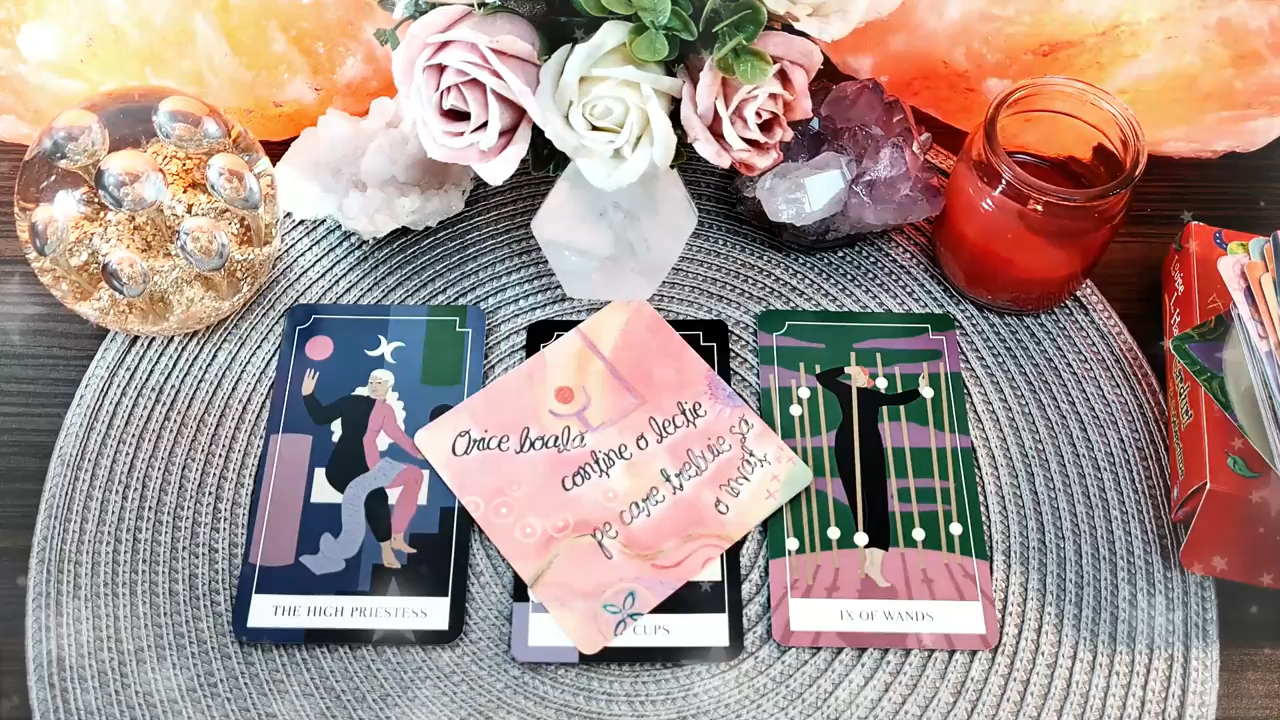 Orice boală
conține o lecție
pe care trebuie să
o învăț
THE HIGH PRIESTESS
CUPS
IX OF WANDS